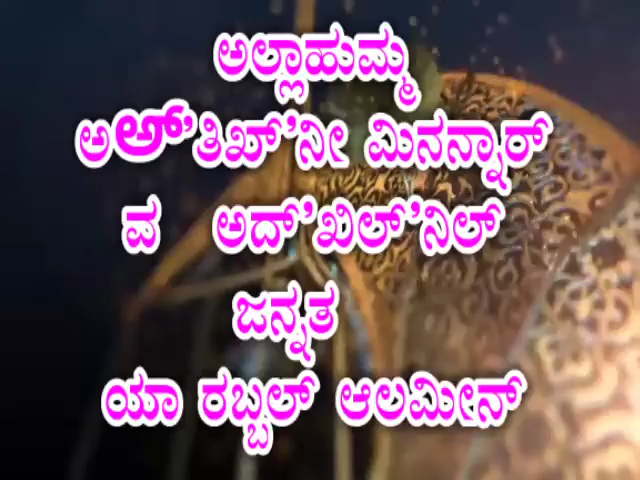 ಅಲ್ಲಾಹುಮ್ಮ
ಅಅ್'ತಿಖ್'ನೀ ಮಿನನ್ನಾರ್
ವ ಅದ್'ಖಿಲ್'ನಿಲ್
ಜನ್ನತ
ಯಾ ರಬ್ಬಲ್ ಆಲಮೀನ್